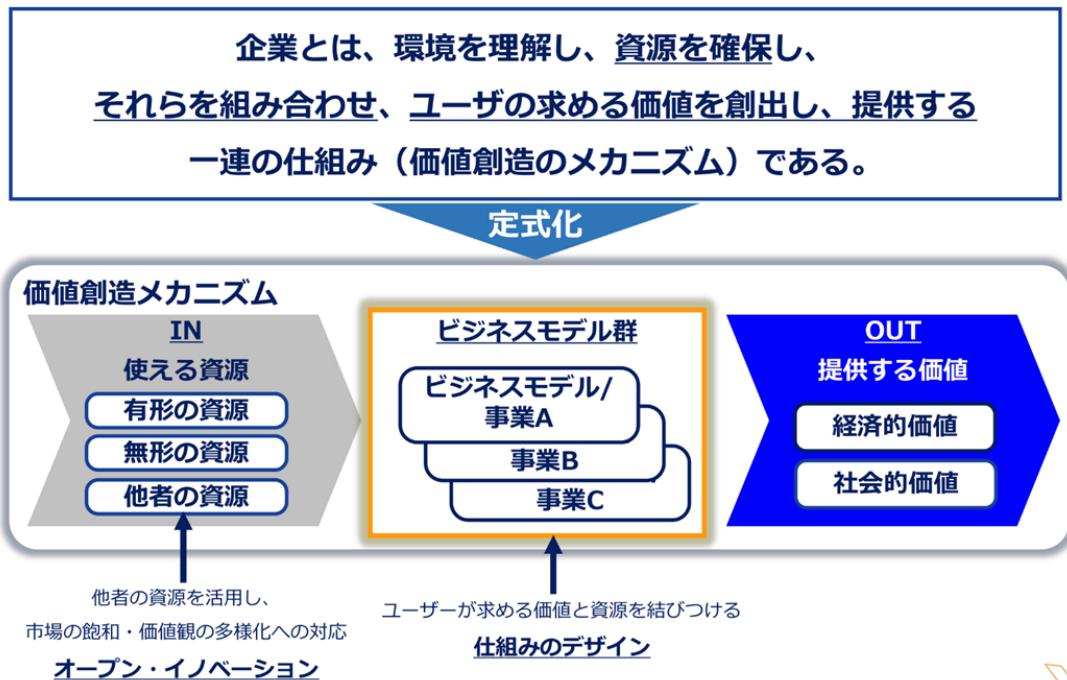 企業とは、環境を理解し、資源を確保し、
それらを組み合わせ、ユーザの求める価値を創出し、提供する
一連の仕組み（価値創造のメカニズム）である。
定式化
価値創造メカニズム
IN
使える資源
有形の資源
無形の資源
他者の資源
ビジネスモデル群
ビジネスモデル/
事業A
事業B
事業C
OUT
提供する価値
経済的価値
社会的価値
他者の資源を活用し、
市場の飽和・価値観の多様化への対応
オープン・イノベーション
ユーザーが求める価値と資源を結びつける
仕組みのデザイン